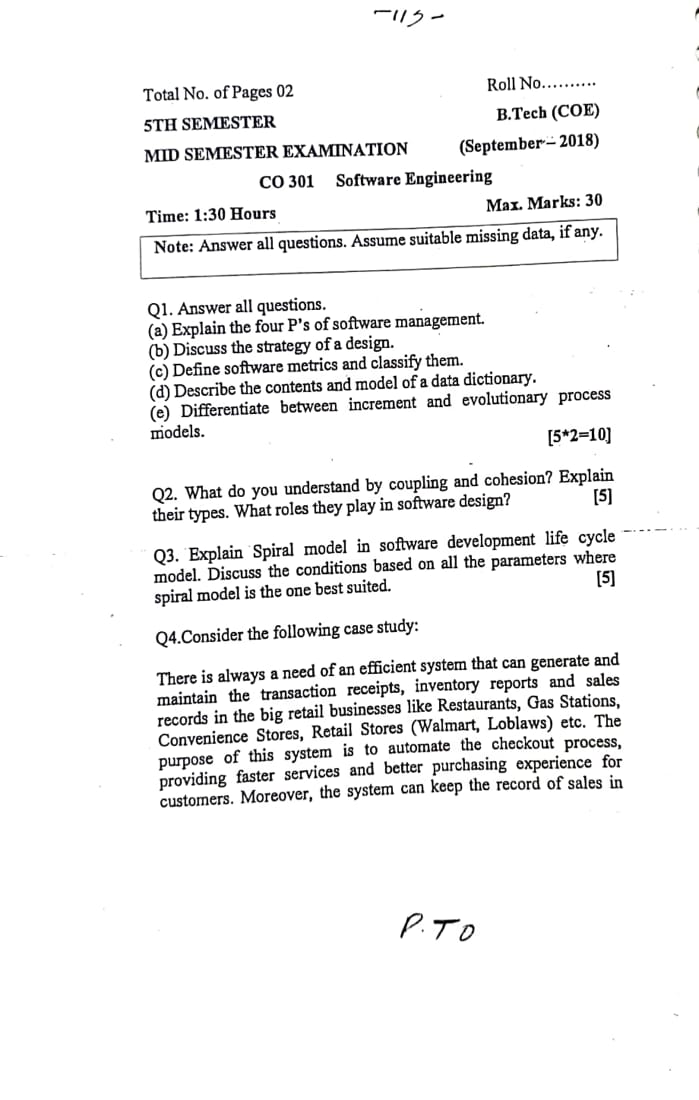 -115-
Total No. of Pages 02
Roll No..........
5TH SEMESTER
B.Tech (COE)
MID SEMESTER EXAMINATION
(September-2018)
CO 301 Software Engineering
Time: 1:30 Hours
Max. Marks: 30
Note: Answer all questions. Assume suitable missing data, if any.
Q1. Answer all questions.
(a) Explain the four P's of software management.
(b) Discuss the strategy of a design.
(c) Define software metrics and classify them.
(d) Describe the contents and model of a data dictionary.
(e) Differentiate between increment and evolutionary process
models.
[5*2=10]
Q2. What do you understand by coupling and cohesion? Explain
their types. What roles they play in software design? [5]
Q3. Explain Spiral model in software development life cycle
model. Discuss the conditions based on all the parameters where
spiral model is the one best suited. [5]
Q4.Consider the following case study:
There is always a need of an efficient system that can generate and
maintain the transaction receipts, inventory reports and sales
records in the big retail businesses like Restaurants, Gas Stations,
Convenience Stores, Retail Stores (Walmart, Loblaws) etc. The
purpose of this system is to automate the checkout process,
providing faster services and better purchasing experience for
customers. Moreover, the system can keep the record of sales in
P.TO